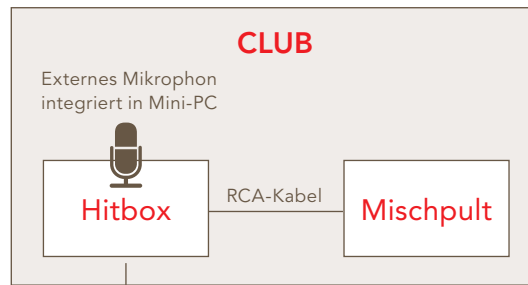 CLUB
Externes Mikrophon
integriert in Mini-PC
Hitbox
RCA-Kabel
Mischpult